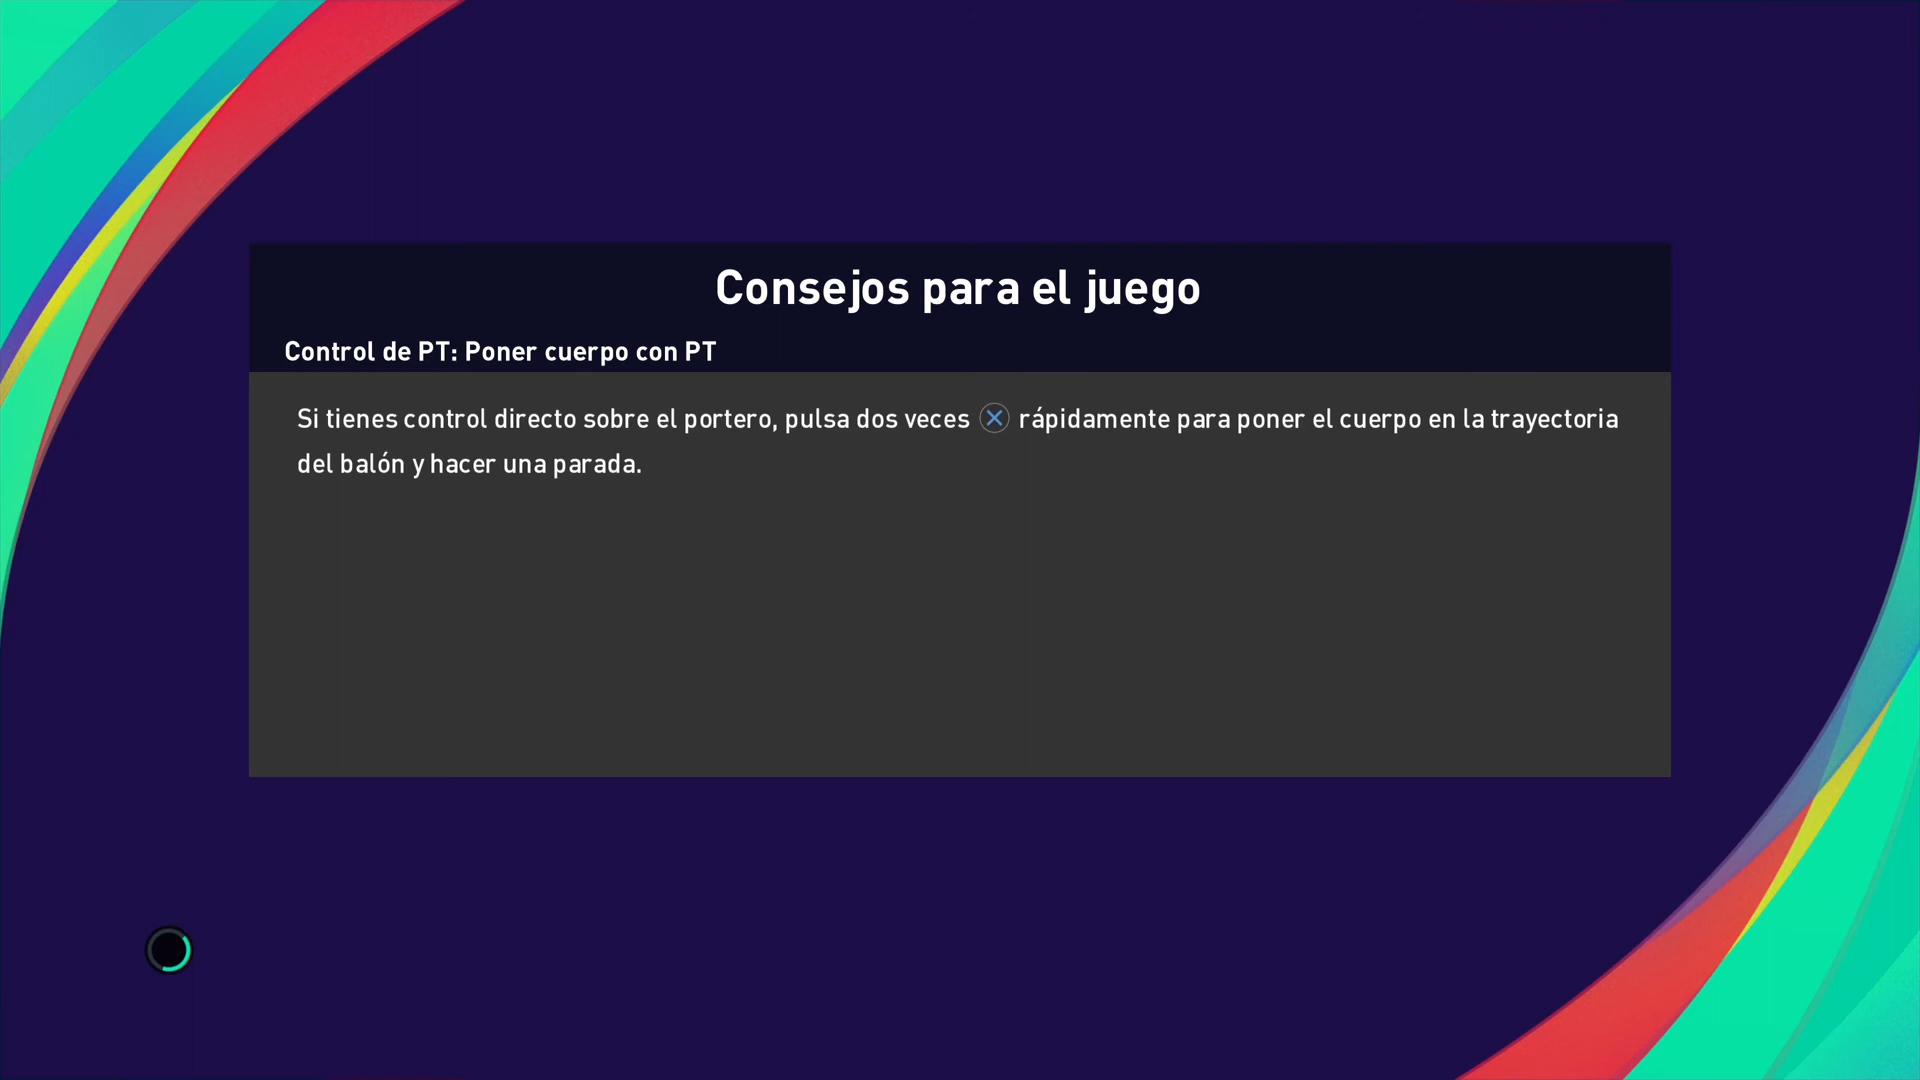 Consejos para el juego
Control de PT: Poner cuerpo con PT
Si tienes control directo sobre el portero, pulsa dos veces ⓧ rápidamente para poner el cuerpo en la trayectoria
del balón y hacer una parada.